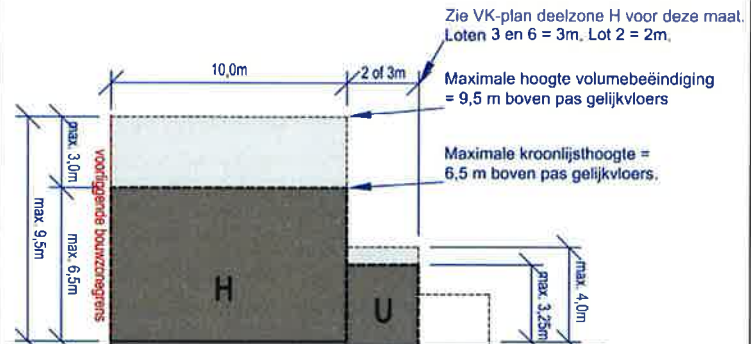 Zie VK-plan deelzone H voor deze maat.
Loten 3 en 6 = 3m. Lot 2 = 2m.
10,0m
2 of 3m
Maximale hoogte volumebeëindiging
= 9,5 m boven pas gelijkvloers
Maximale kroonlijsthoogte =
6,5 m boven pas gelijkvloers.
max. 9,5m
max. 3,0m
max. 6,5m
voorliggende bouwzonegrens
H
U
max. 3,25m
max. 4,0m